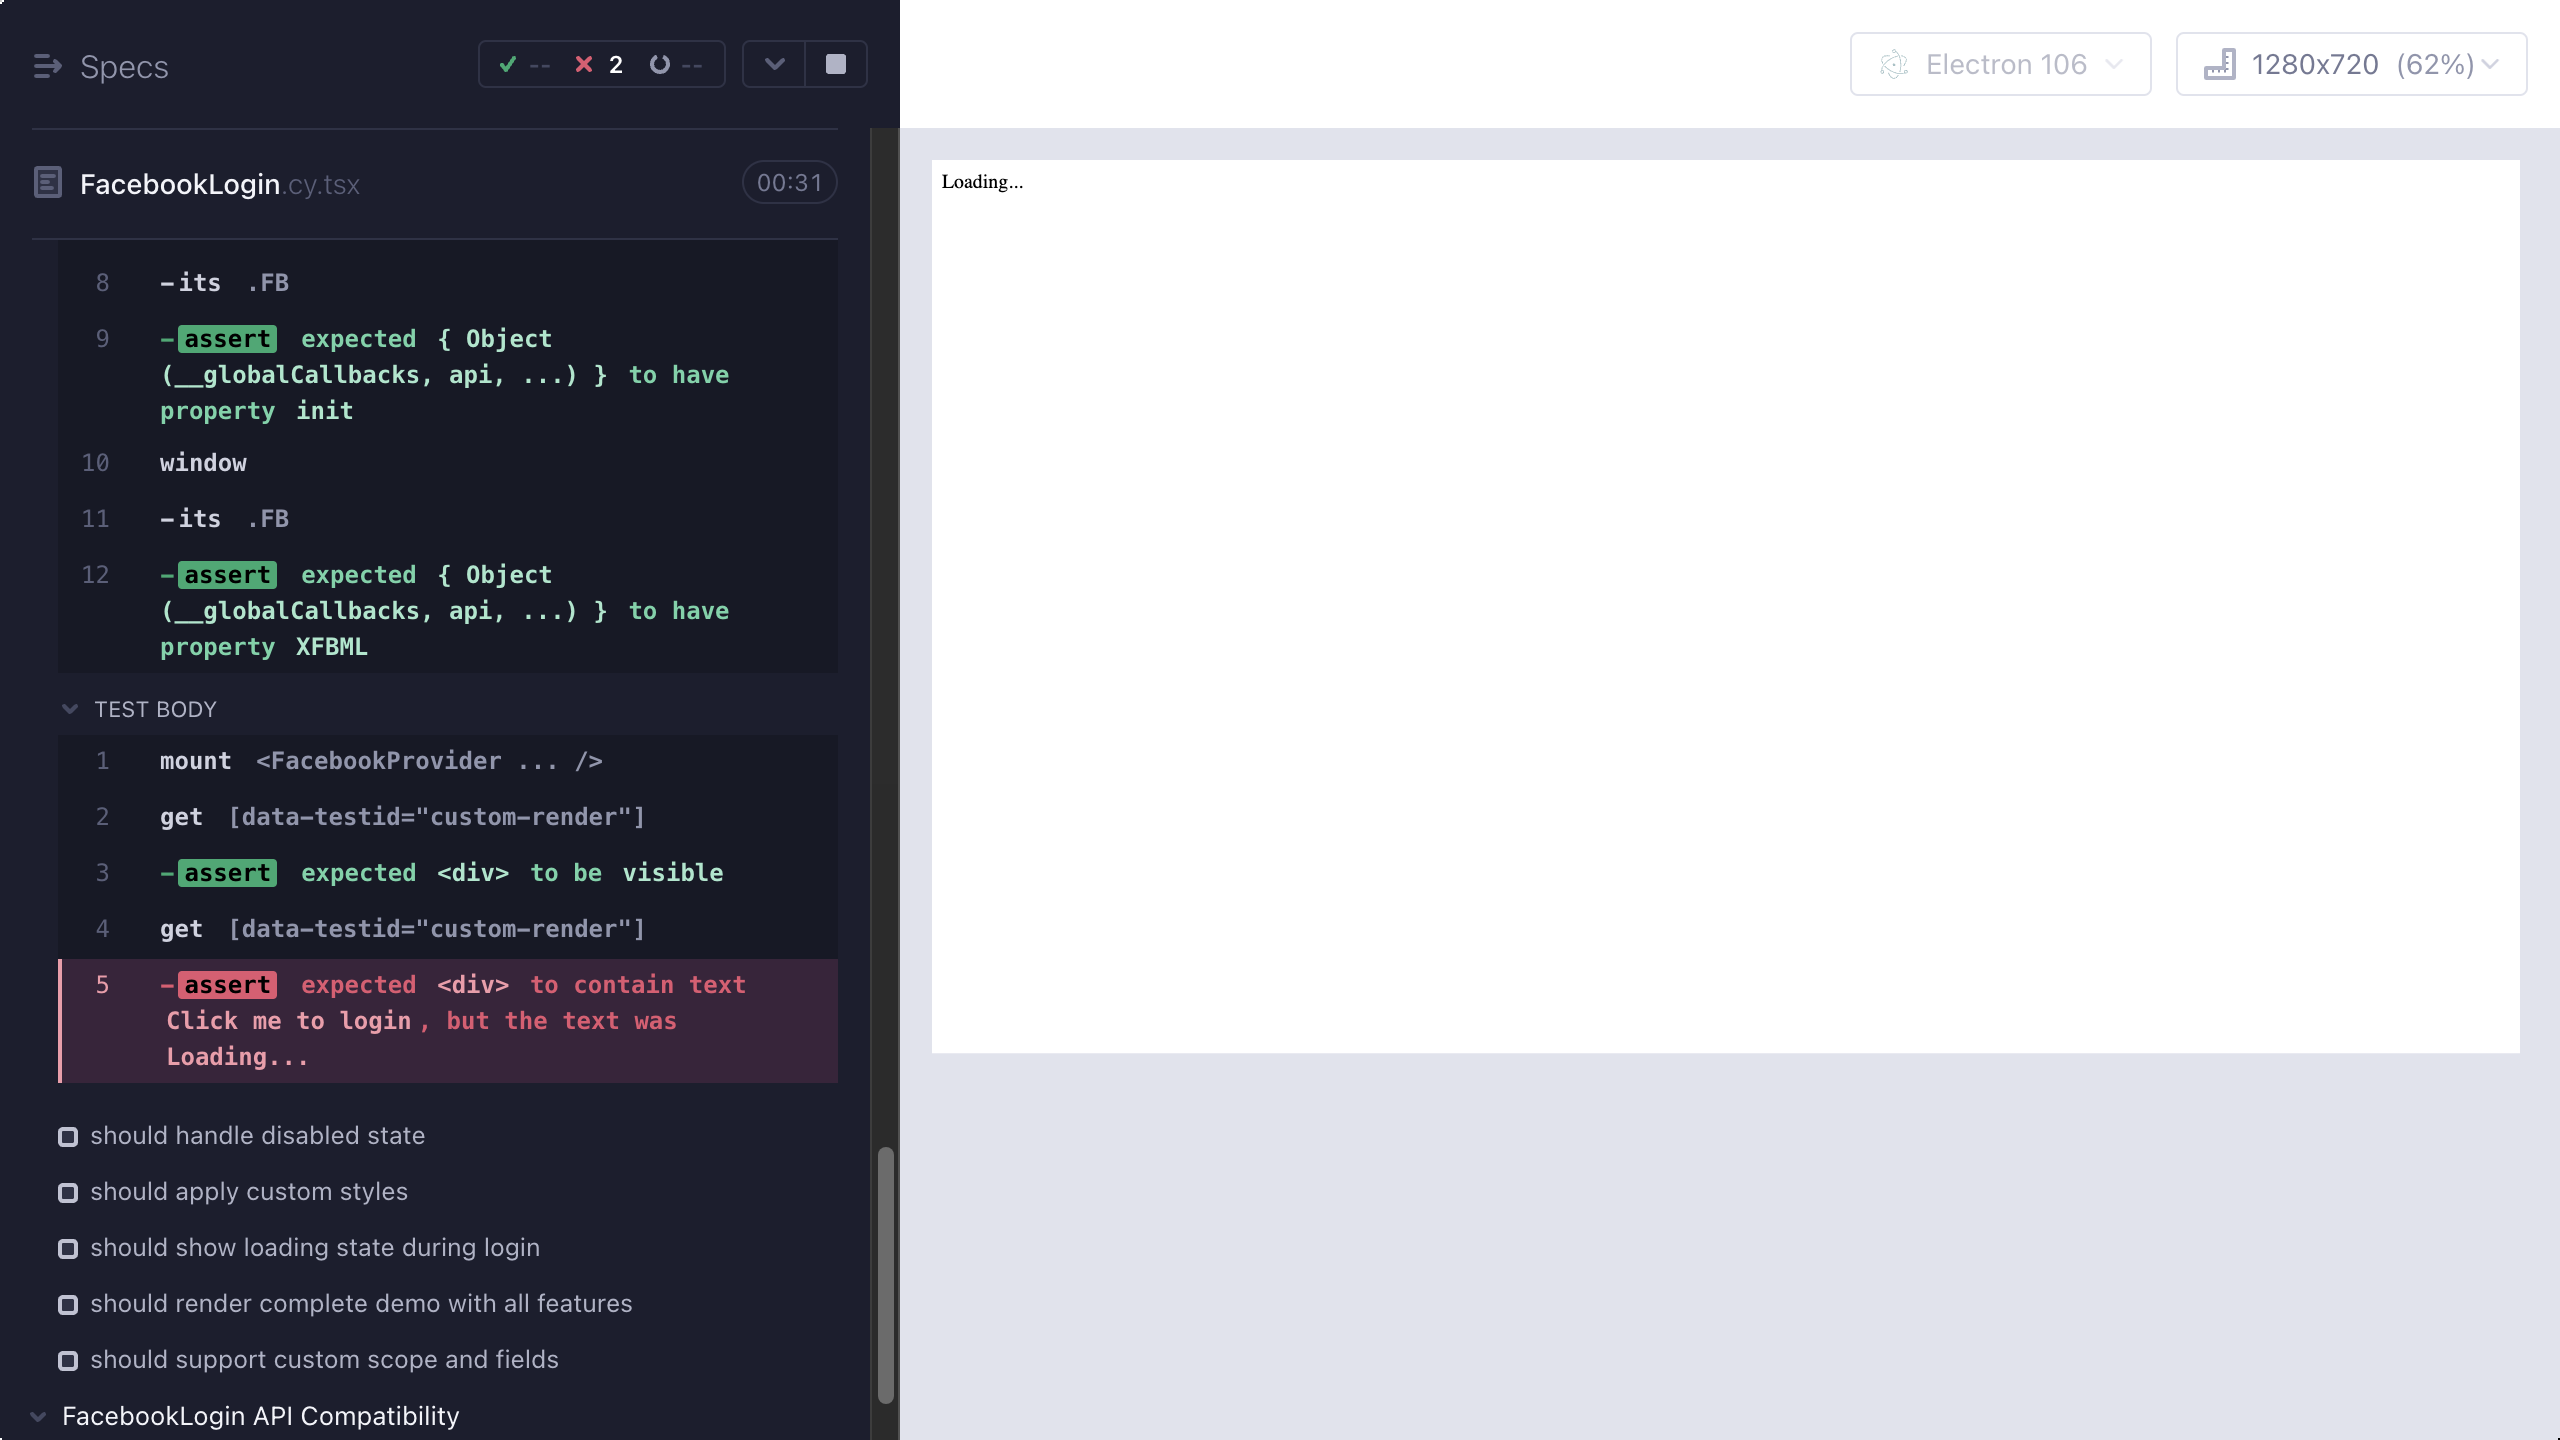 Specs
-- 2 --
Electron 106
1280x720 (62%)
FacebookLogin.cy.tsx 00:31
Loading...
8 -its .FB
9 -assert expected { Object
(__globalCallbacks, api, ...) } to have
property init
10 window
11 -its .FB
12 -assert expected { Object
(__globalCallbacks, api, ...) } to have
property XFBML
TEST BODY
1 mount <FacebookProvider ... />
2 get [data-testid="custom-render"]
3 -assert expected <div> to be visible
4 get [data-testid="custom-render"]
5 -assert expected <div> to contain text
Click me to login, but the text was
Loading...
should handle disabled state
should apply custom styles
should show loading state during login
should render complete demo with all features
should support custom scope and fields
FacebookLogin API Compatibility